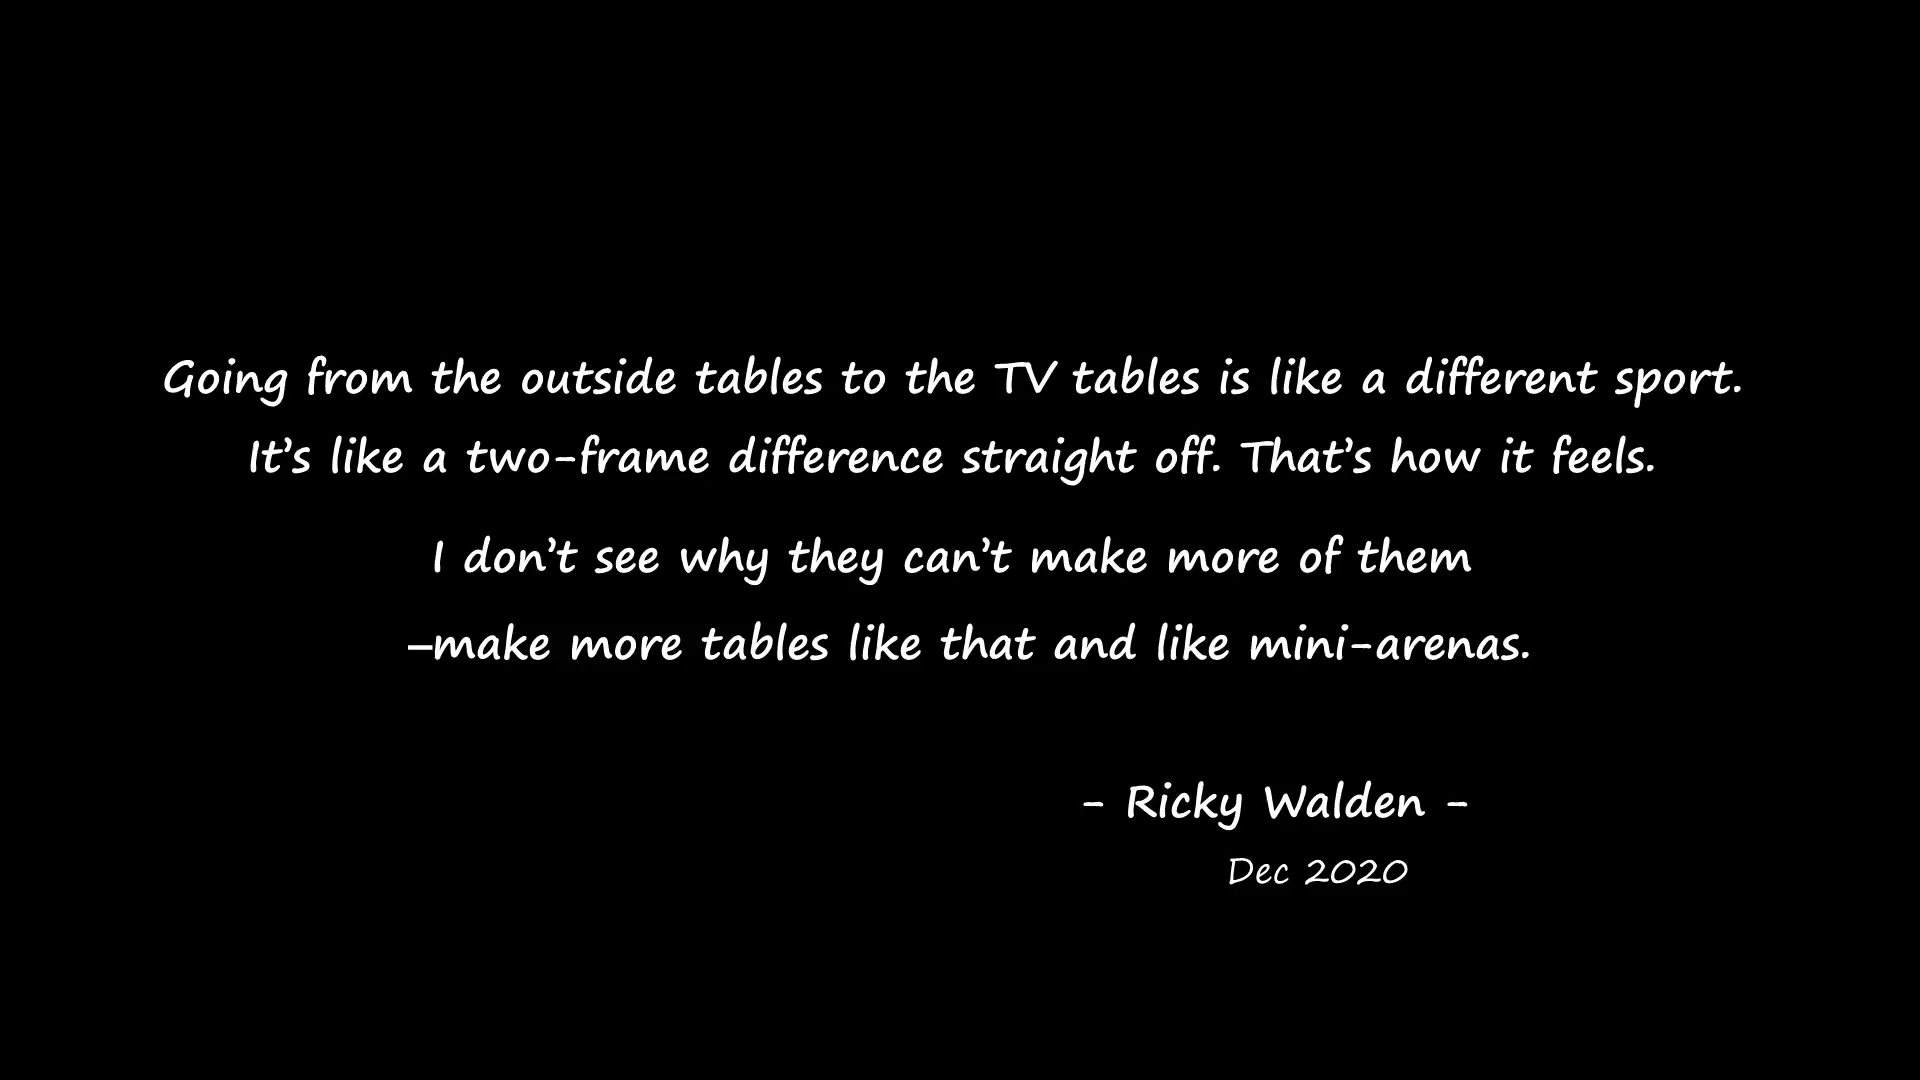 Going from the outside tables to the TV tables is like a different sport.
It’s like a two-frame difference straight off. That’s how it feels.
I don’t see why they can’t make more of them
–make more tables like that and like mini-arenas.
- Ricky Walden -
Dec 2020